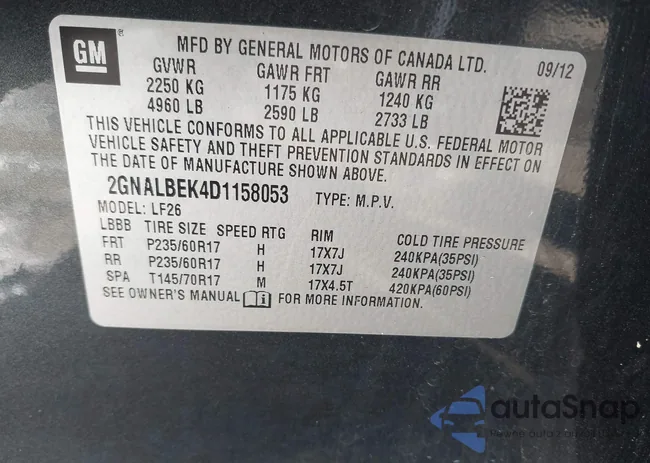 GM
MFD BY GENERAL MOTORS OF CANADA LTD.
GVWR GAWR FRT GAWR RR 09/12
2250 KG 1175 KG 1240 KG
4960 LB 2590 LB 2733 LB
THIS VEHICLE CONFORMS TO ALL APPLICABLE U.S. FEDERAL MOTOR
VEHICLE SAFETY AND THEFT PREVENTION STANDARDS IN EFFECT ON
THE DATE OF MANUFACTURE SHOWN ABOVE.
2GNALBEK4D1158053 TYPE: M.P.V.
MODEL: LF26
LBBB TIRE SIZE SPEED RTG RIM COLD TIRE PRESSURE
FRT P235/60R17 H 17X7J 240KPA(35PSI)
RR P235/60R17 H 17X7J 240KPA(35PSI)
SPA T145/70R17 M 17X4.5T 420KPA(60PSI)
SEE OWNER'S MANUAL FOR MORE INFORMATION.
autoSnap